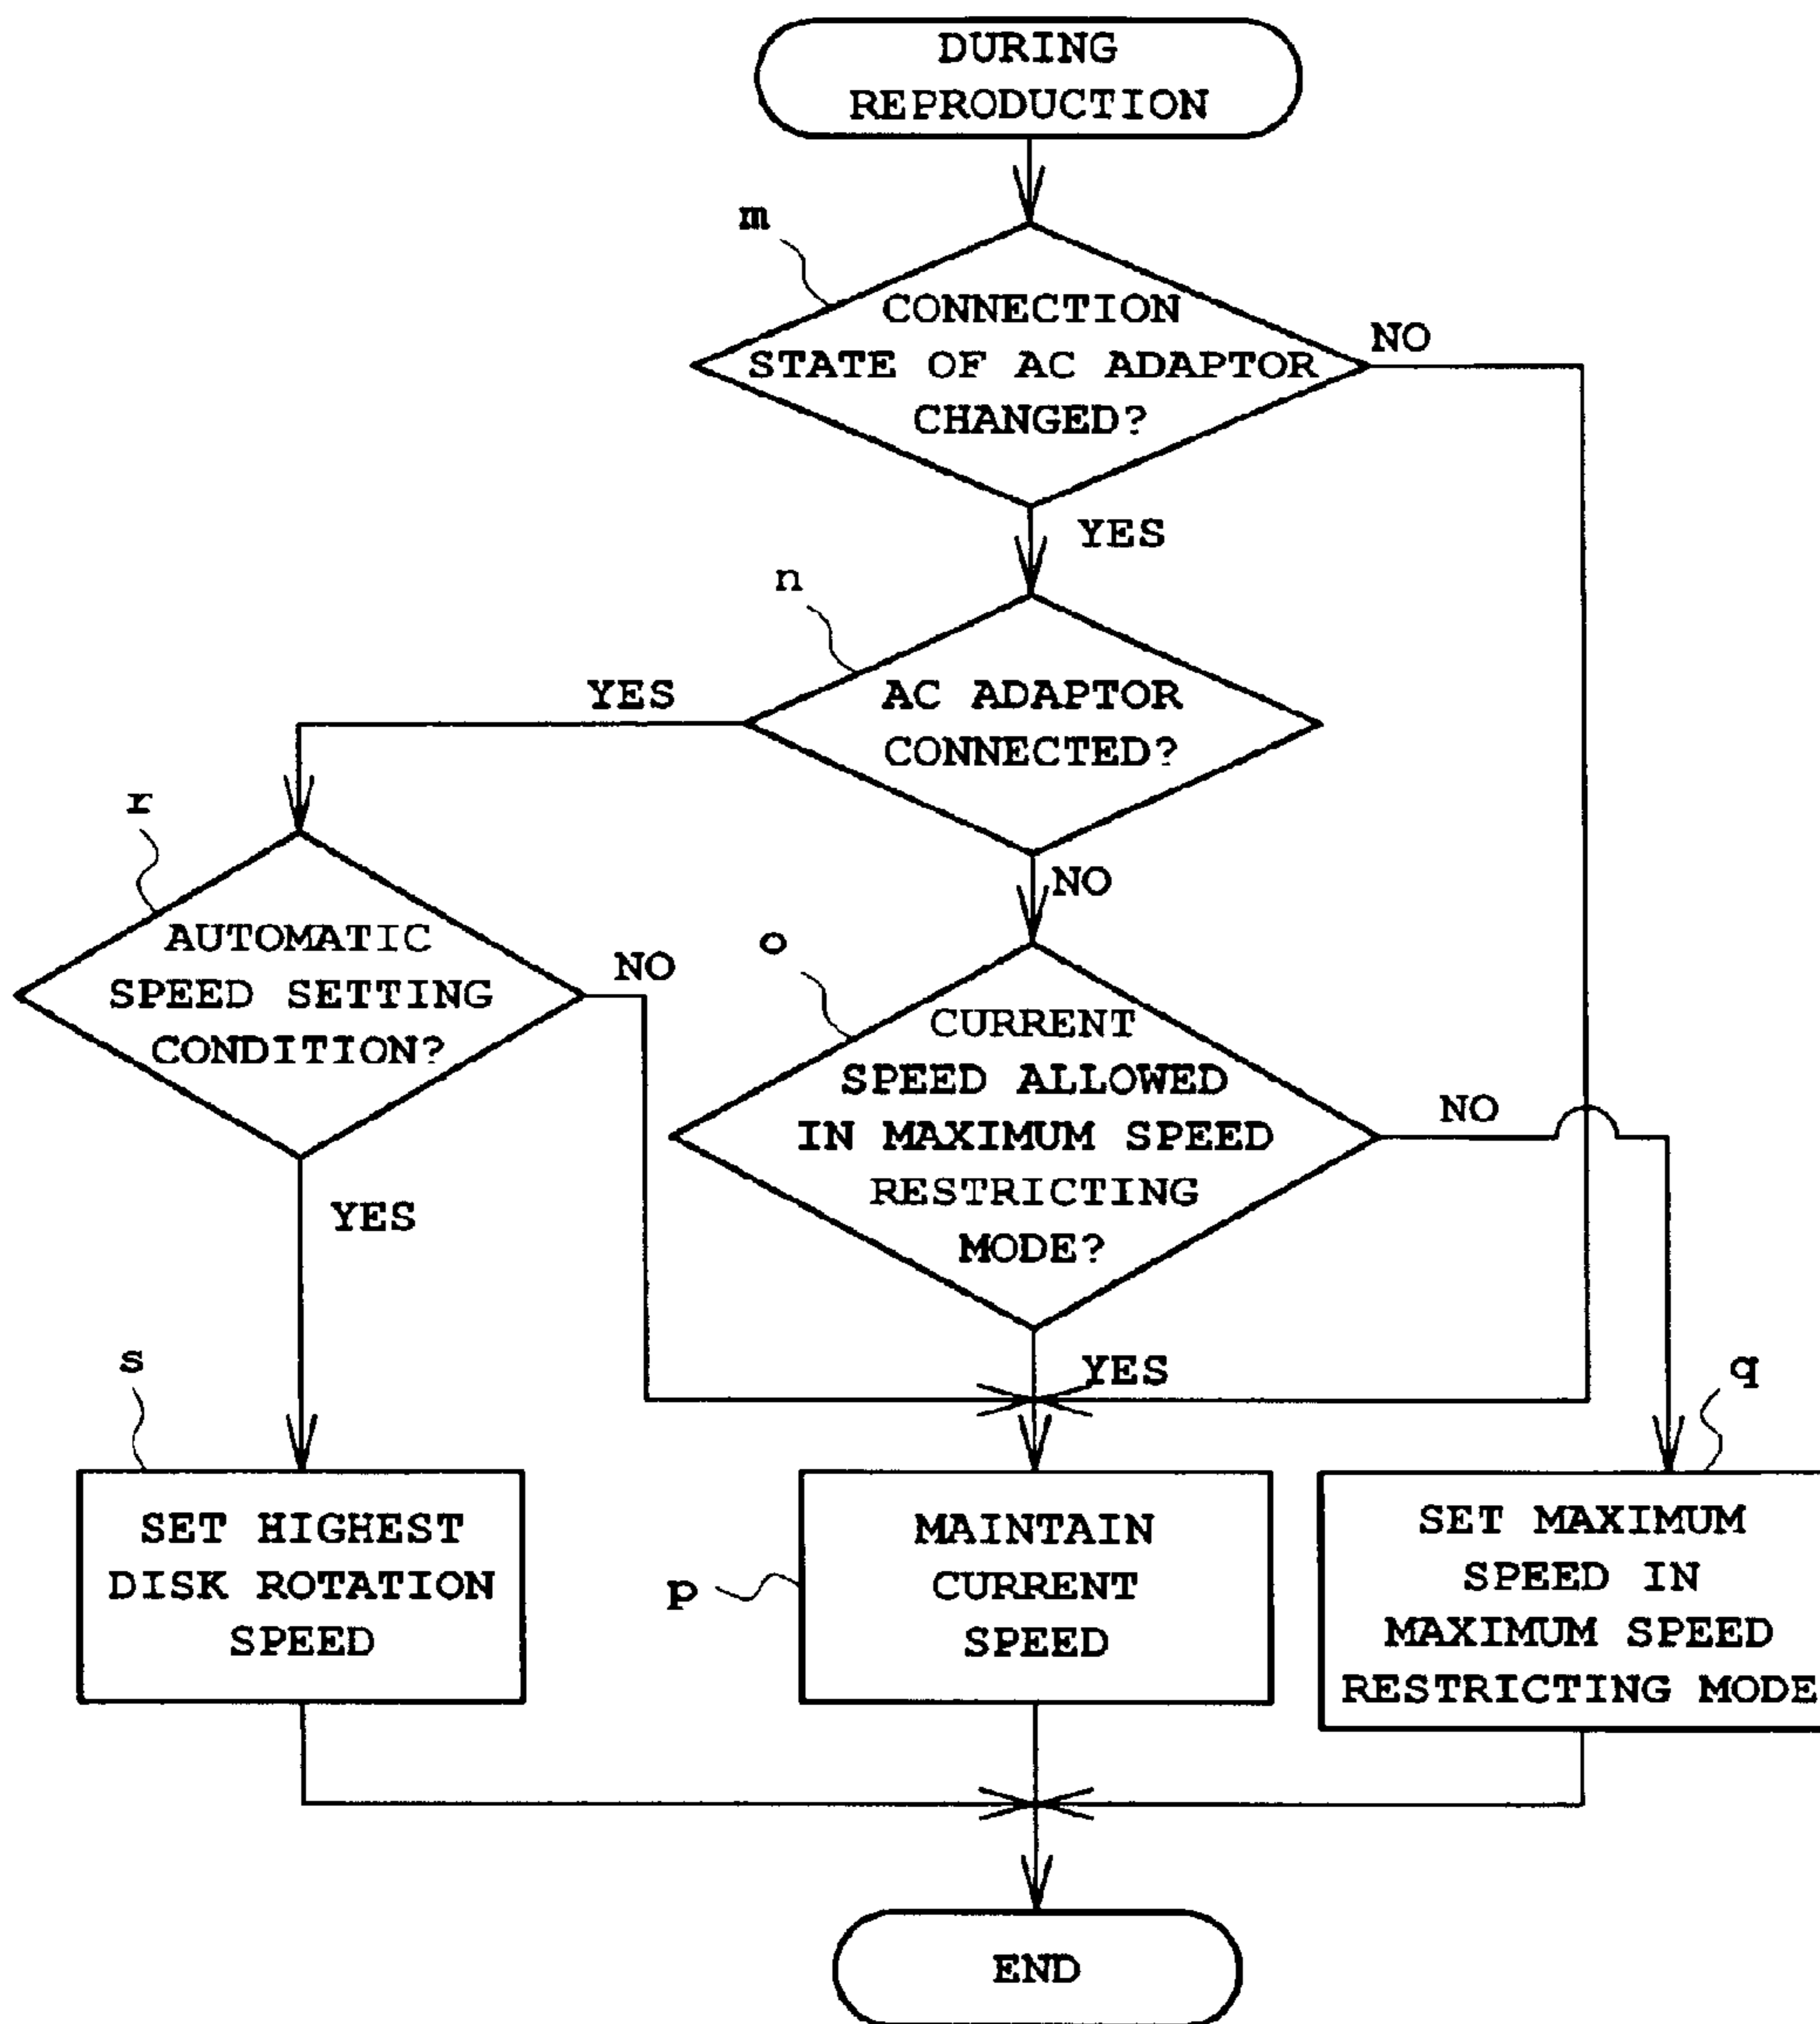 DURING
REPRODUCTION
m
CONNECTION
STATE OF AC ADAPTOR
CHANGED?
NO
YES
n
AC ADAPTOR
CONNECTED?
YES
NO
r
AUTOMATIC
SPEED SETTING
CONDITION?
NO
YES
o
CURRENT
SPEED ALLOWED
IN MAXIMUM SPEED
RESTRICTING
MODE?
NO
YES
s
SET HIGHEST
DISK ROTATION
SPEED
p
MAINTAIN
CURRENT
SPEED
q
SET MAXIMUM
SPEED IN
MAXIMUM SPEED
RESTRICTING MODE
END